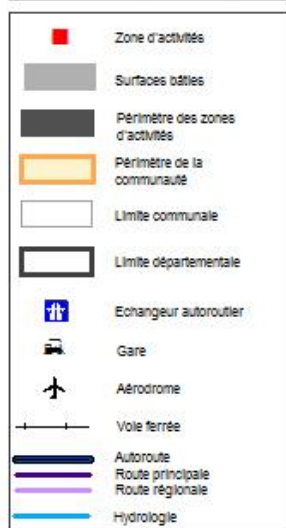 Zone d'activités
Surfaces bâties
Périmètre des zones
d'activités
Périmètre de la
communauté
Limite communale
Limite départementale
Echangeur autoroutier
Gare
Aérodrome
Voie ferrée
Autoroute
Route principale
Route régionale
Hydrologie